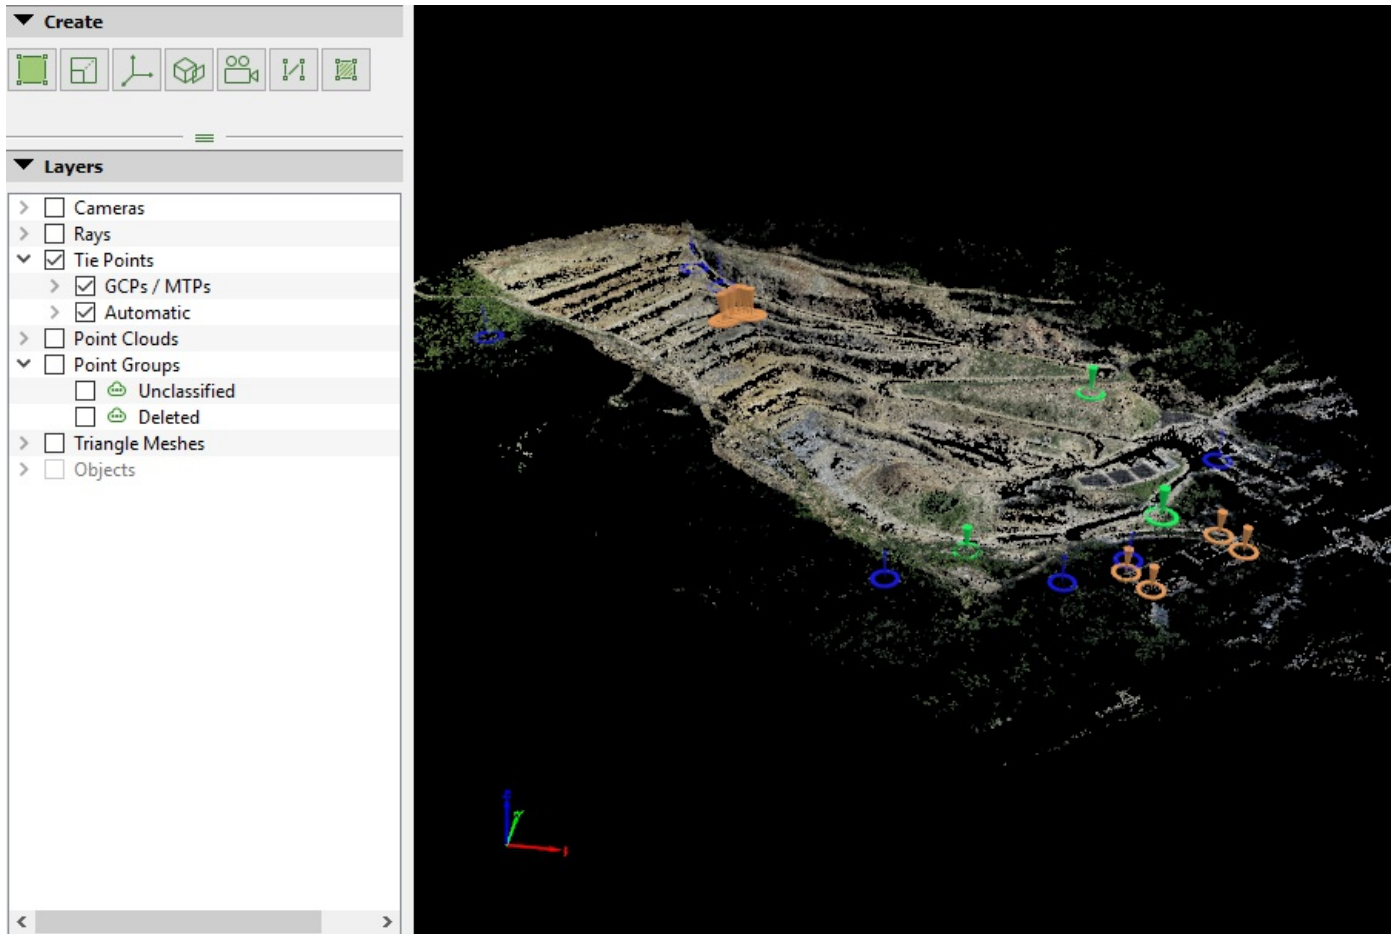 Create
Layers
Cameras
Rays
Tie Points
GCPs / MTPs
Automatic
Point Clouds
Point Groups
Unclassified
Deleted
Triangle Meshes
Objects